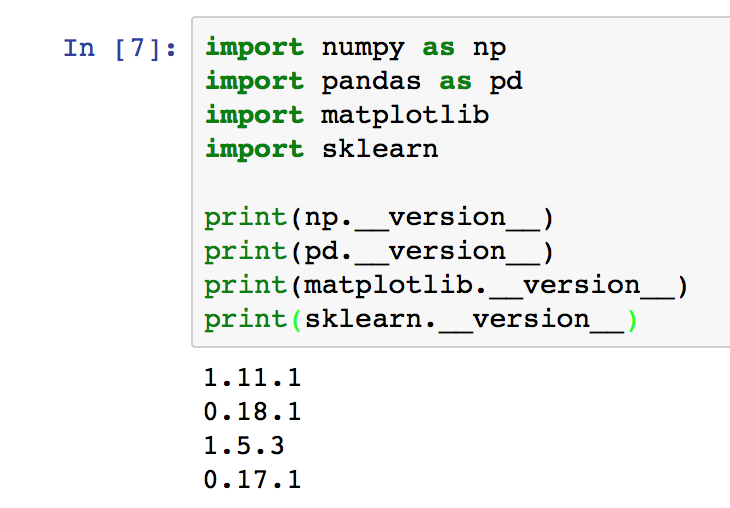 In [7]:
import numpy as np
import pandas as pd
import matplotlib
import sklearn
print(np.__version__)
print(pd.__version__)
print(matplotlib.__version__)
print(sklearn.__version__)
1.11.1
0.18.1
1.5.3
0.17.1